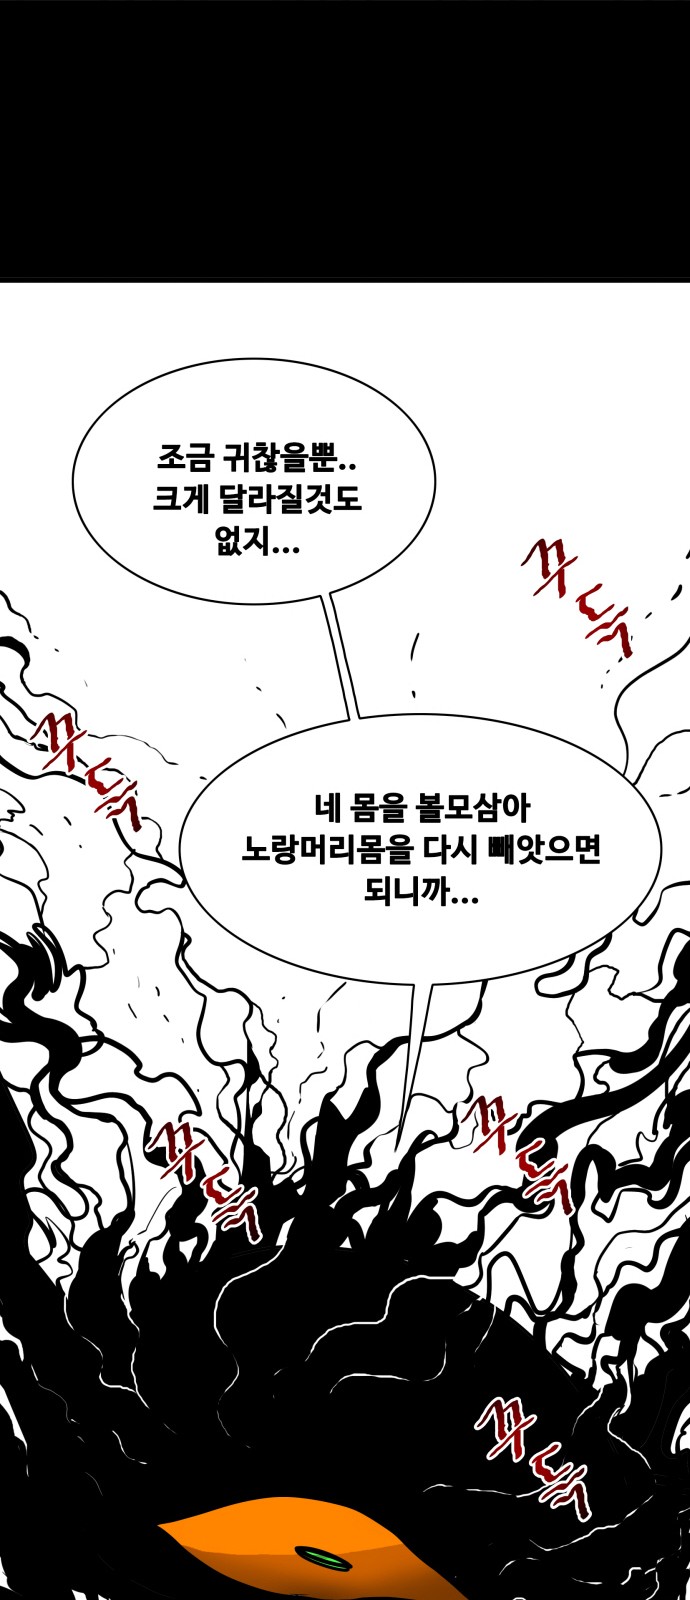 조금 귀찮을뿐..
크게 달라질것도
없지...
꾸득
꾸득
네 몸을 볼모삼아
노랑머리몸을 다시 빼앗으면
되니까...
꾸득
꾸득
꾸득